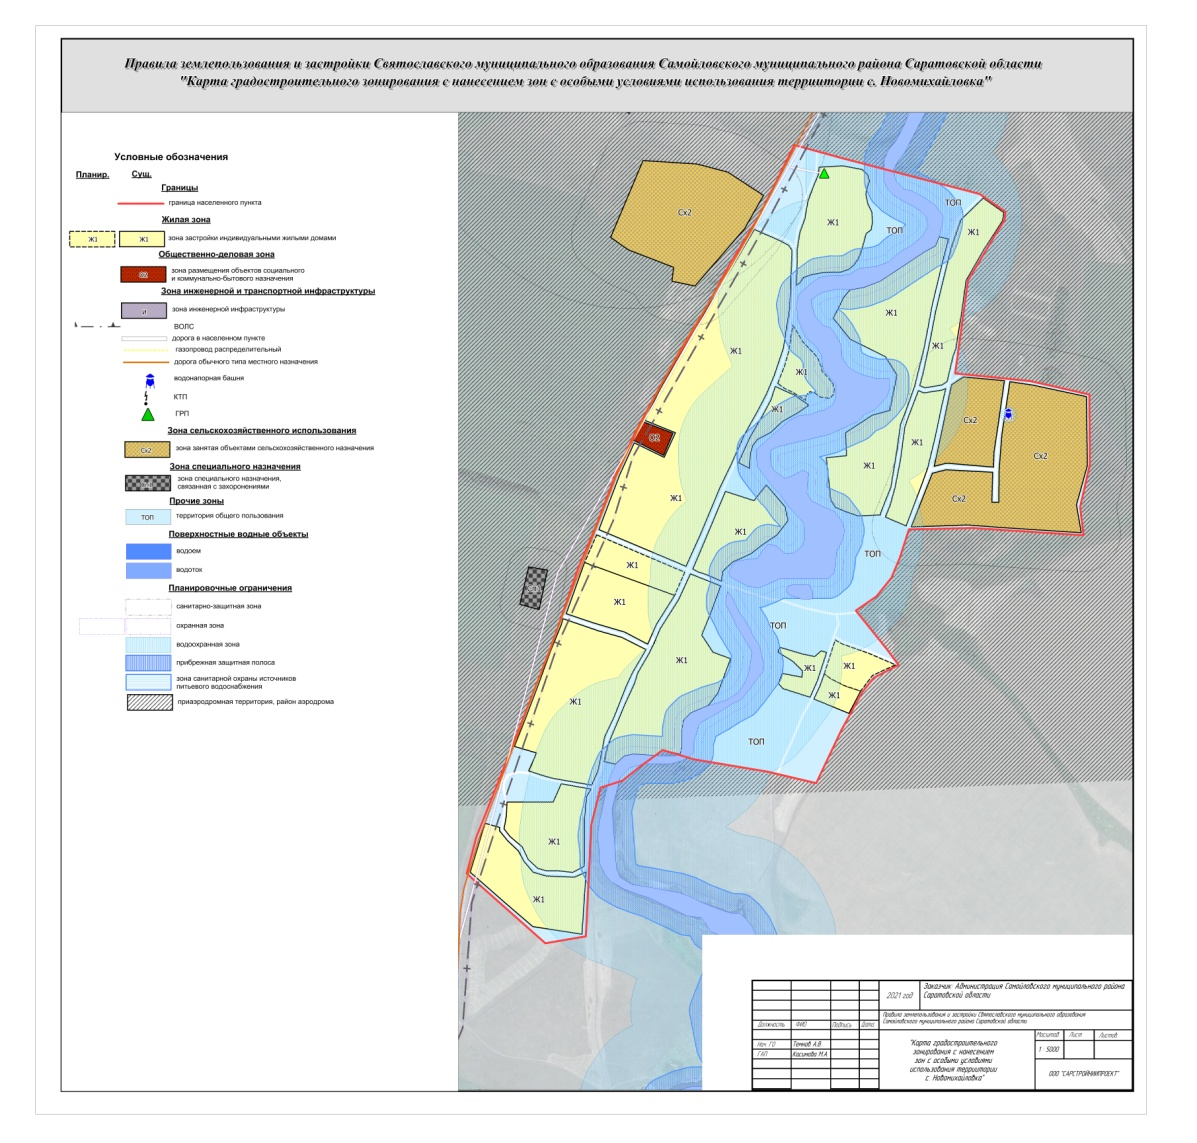 Правила землепользования и застройки Святославского муниципального образования Самойловского муниципального района Саратовской области
"Карта градостроительного зонирования с нанесением зон с особыми условиями использования терриитории с. Новомихайловка"
Условные обозначения
Планир. Сущ.
Границы
граница населенного пункта
Жилая зона
Ж1 Ж1 зона застройки индивидуальными жилыми домами
Общественно-деловая зона
О2 зона размещения объектов социального
и коммунально-бытового назначения
Зона инженерной и транспортной инфраструктуры
И зона инженерной инфраструктуры
ВОЛС
дорога в населенном пункте
газопровод распределительный
дорога обычного типа местного назначения
водонапорная башня
КТП
ГРП
Зона сельскохозяйственного использования
Сх2 зона занятая объектами сельскохозяйственного назначения
Зона специального назначения
зона специального назначения,
связанная с захоронениями
Прочие зоны
ТОП территория общего пользования
Поверхностные водные объекты
водоем
водоток
Планировочные ограничения
санитарно-защитная зона
охранная зона
водоохранная зона
прибрежная защитная полоса
зона санитарной охраны источников
питьевого водоснабжения
приаэродромная территория, район аэродрома
Сх2
Ж1
ТОП
ТОП
Ж1
Ж1
Ж1
Ж1
Ж1
Ж1
О2
Ж1
Ж1
Сх2
Сх2
Сх2
Ж1
Ж1
ТОП
Ж1
Ж1
ТОП
Ж1
Ж1
Ж1
Ж1
Ж1
ТОП
Ж1
Ж1
2021 год
Заказчик: Администрация Самойловского муниципального района
Саратовской области
Правила землепользования и застройки Святославского муниципального образования
Самойловского муниципального района Саратовской области
Должность ФИО Подпись Дата
Нач. ГО Темнов А.В
ГАП Касимова М.А
"Карта градостроительного
зонирования с нанесением
зон с особыми условиями
использования терриитории
с. Новомихайловка"
Масштаб Лист Листов
1 : 5000
ООО "САРСТРОЙНИИПРОЕКТ"